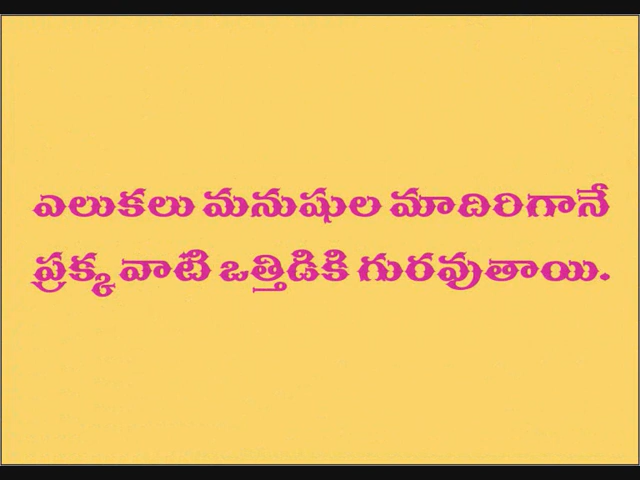 ఎలుకలు మనుషుల మాదిరిగానే
ప్రక్క వాటి ఒత్తిడికి గురవుతాయి.